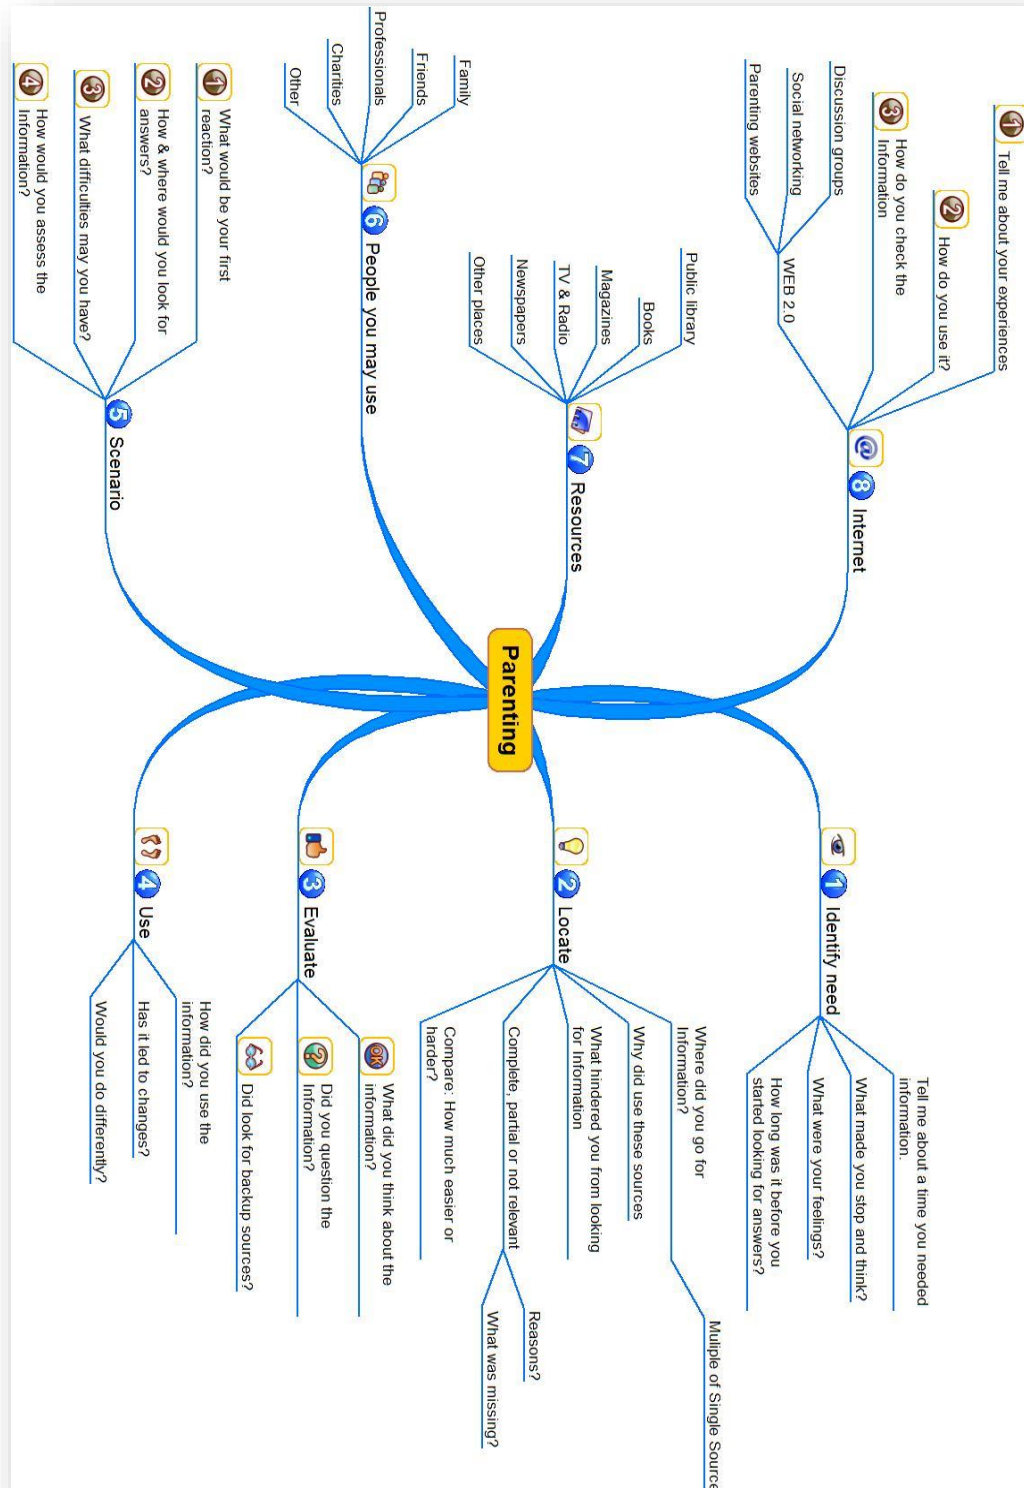 Parenting
1 Identify need
Tell me about a time you needed
information.
What made you stop and think?
What were your feelings?
How long was it before you
started looking for answers?
2 Locate
Where did you go for
Information?
Muliple of Single Source
Why did use these sources
What hindered you from looking
for Information
Complete, partial or not relevant
Reasons?
What was missing?
Compare: How much easier or
harder?
3 Evaluate
OK What did you think about the
information?
? Did you question the
Information?
Did look for backup sources?
4 Use
How did you use the
information?
Has it led to changes?
Would you do differently?
@ 8 Internet
1 Tell me about your experiences
2 How do you use it?
3 How do you check the
Information
WEB 2.0
Discussion groups
Social networking
Parenting websites
7 Resources
Public library
Books
Magazines
TV & Radio
Newspapers
Other places
6 People you may use
Family
Friends
Professionals
Charities
Other
5 Scenario
1 What would be your first
reaction?
2 How & where would you look for
answers?
3 What difficulties may you have?
4 How would you assess the
Information?